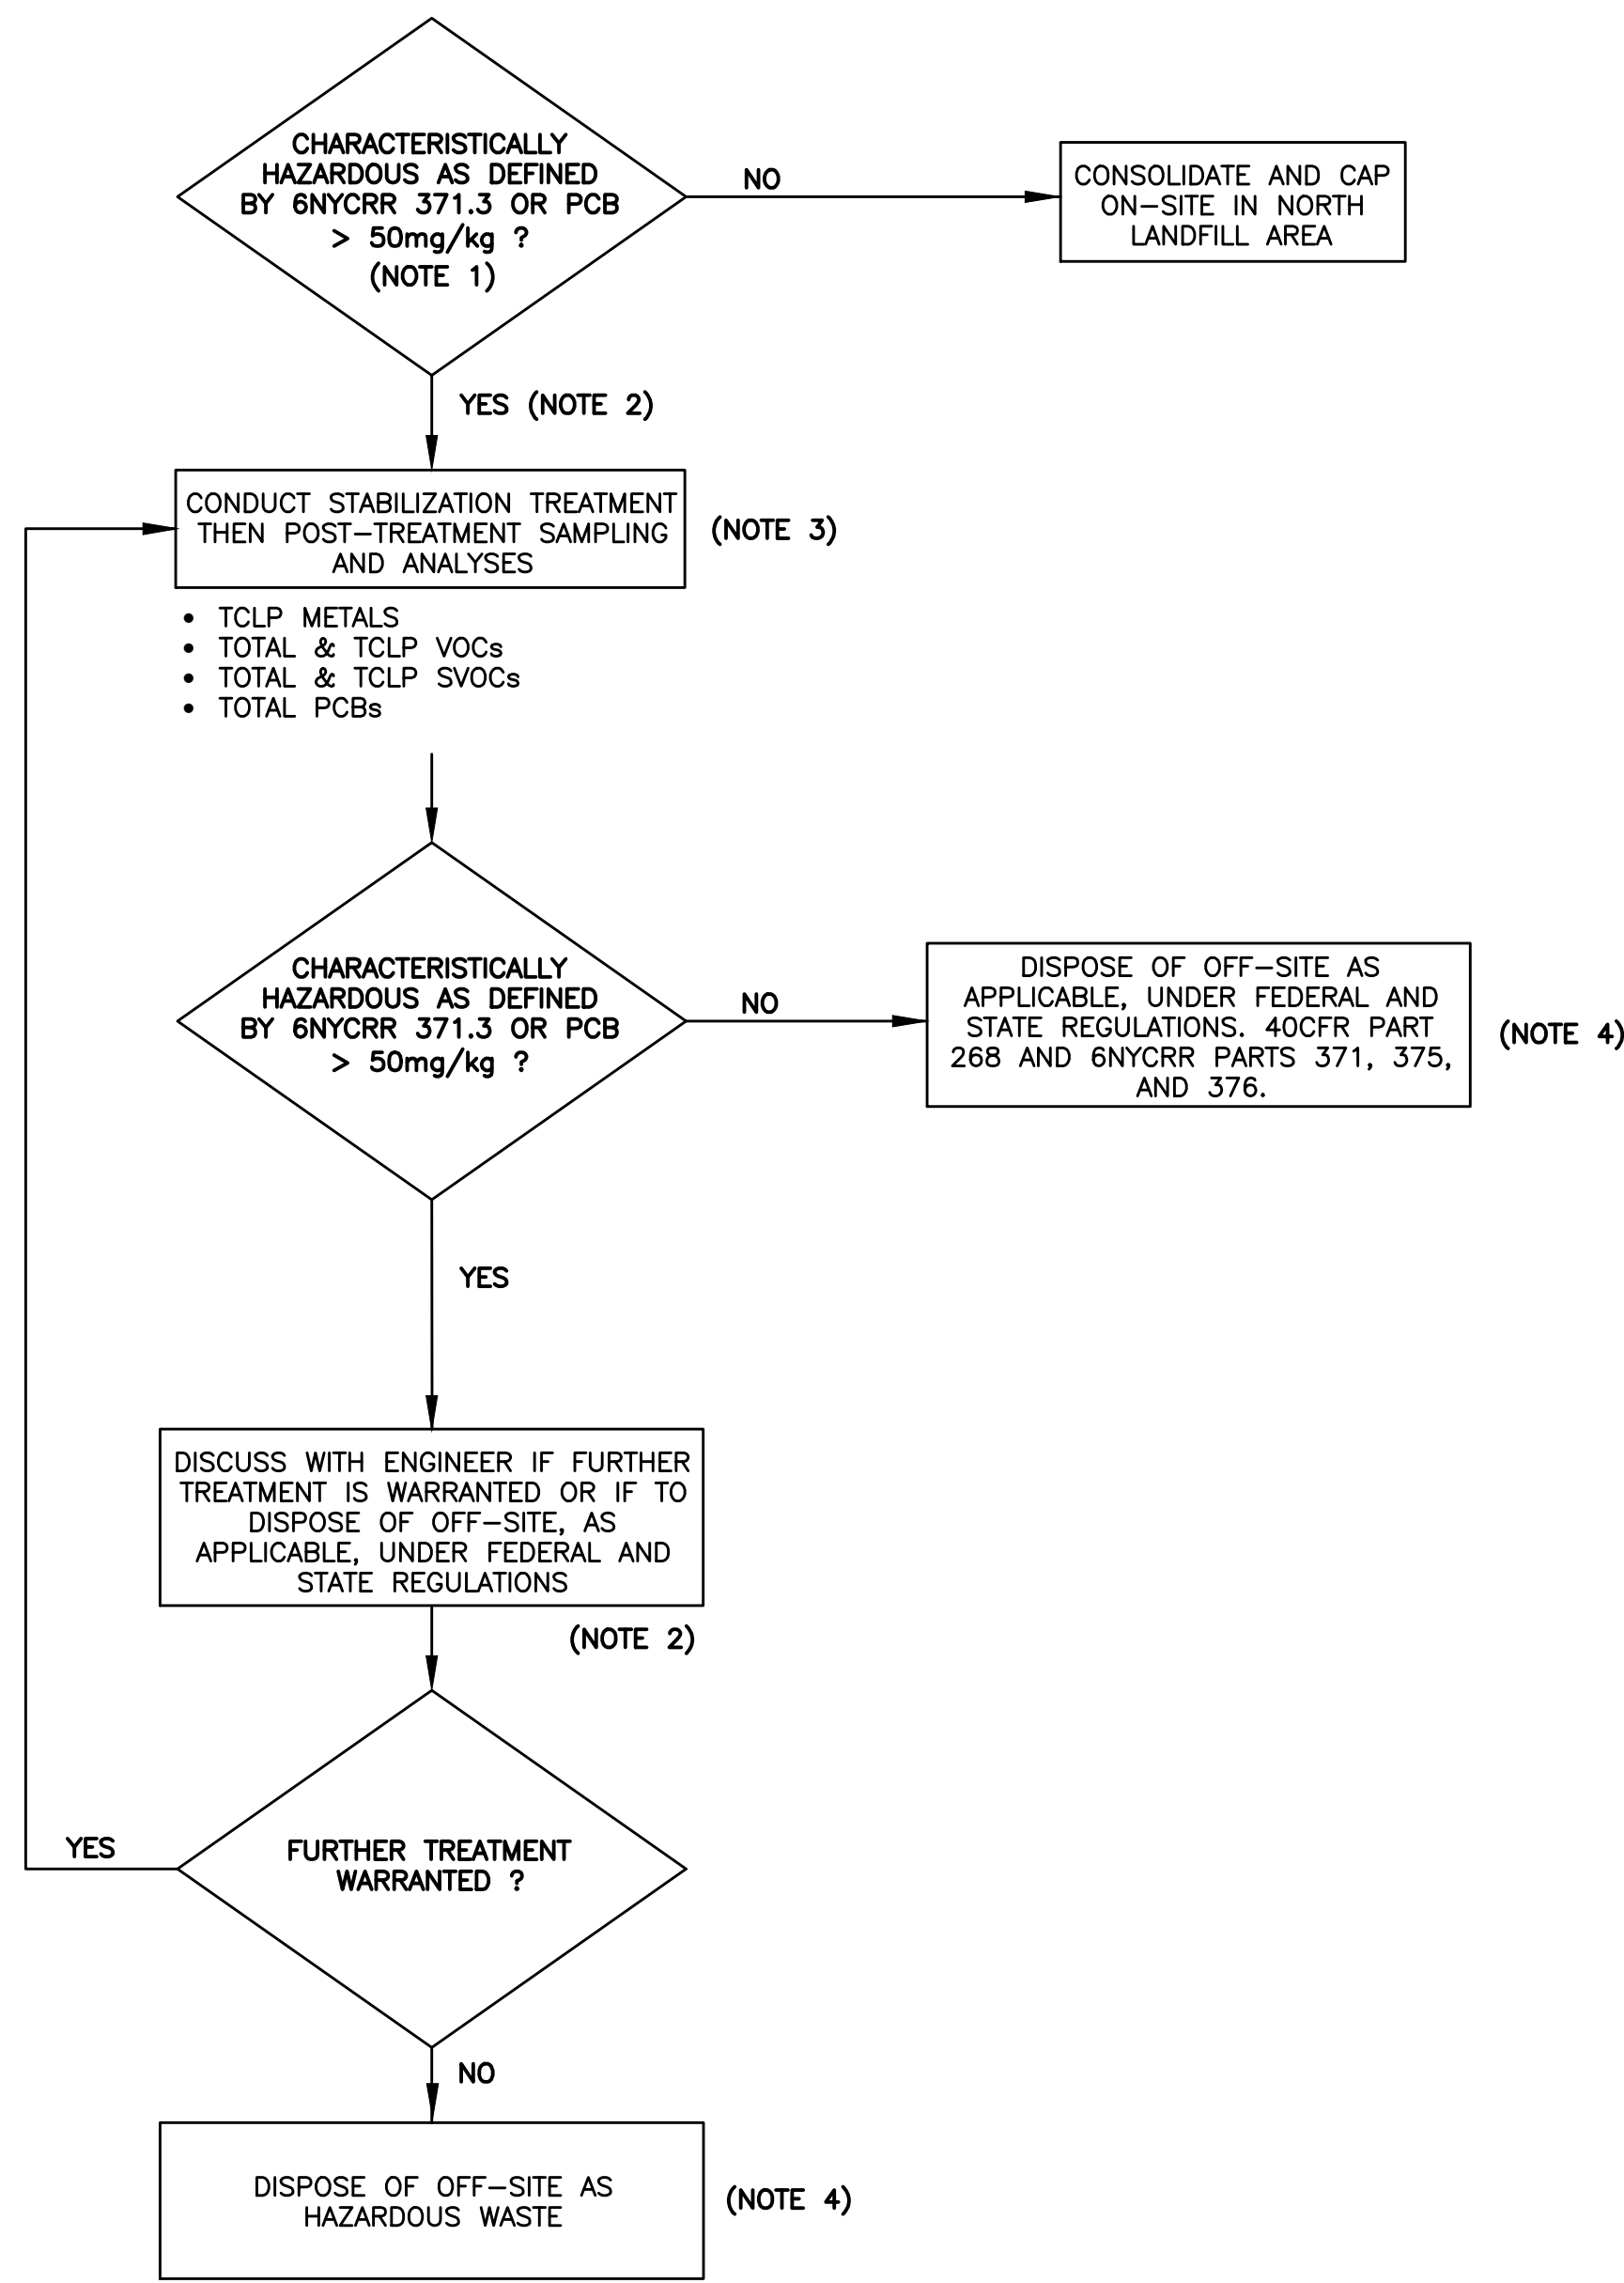 CHARACTERISTICALLY
HAZARDOUS AS DEFINED
BY 6NYCRR 371.3 OR PCB
> 50mg/kg ?
(NOTE 1)
NO
CONSOLIDATE AND CAP
ON-SITE IN NORTH
LANDFILL AREA
YES (NOTE 2)
CONDUCT STABILIZATION TREATMENT
THEN POST-TREATMENT SAMPLING
AND ANALYSES
(NOTE 3)
• TCLP METALS
• TOTAL & TCLP VOCs
• TOTAL & TCLP SVOCs
• TOTAL PCBs
CHARACTERISTICALLY
HAZARDOUS AS DEFINED
BY 6NYCRR 371.3 OR PCB
> 50mg/kg ?
NO
DISPOSE OF OFF-SITE AS
APPLICABLE, UNDER FEDERAL AND
STATE REGULATIONS. 40CFR PART
268 AND 6NYCRR PARTS 371, 375,
AND 376.
(NOTE 4)
YES
DISCUSS WITH ENGINEER IF FURTHER
TREATMENT IS WARRANTED OR IF TO
DISPOSE OF OFF-SITE, AS
APPLICABLE, UNDER FEDERAL AND
STATE REGULATIONS
(NOTE 2)
YES
FURTHER TREATMENT
WARRANTED ?
NO
DISPOSE OF OFF-SITE AS
HAZARDOUS WASTE
(NOTE 4)